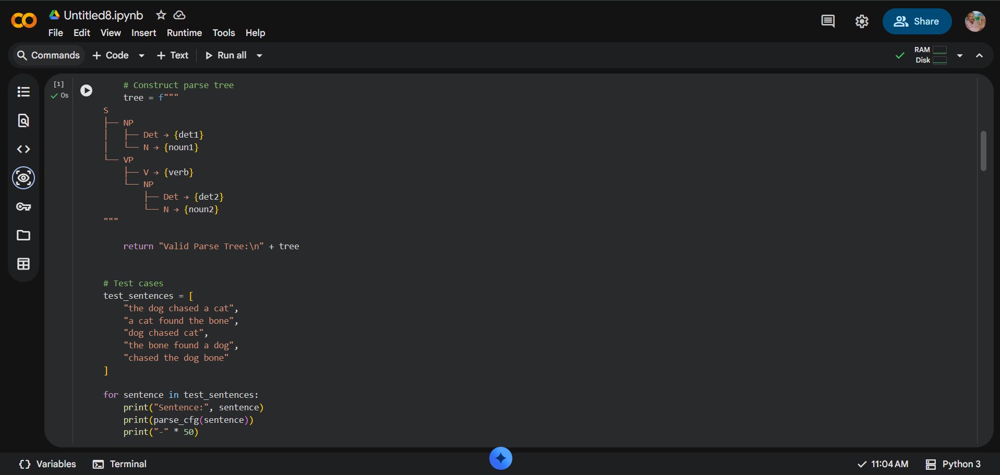 Untitled8.ipynb
File Edit View Insert Runtime Tools Help
Share
Commands + Code + Text Run all
RAM
Disk
[1]
0s
    # Construct parse tree
    tree = f"""
S
├── NP
│   ├── Det → {det1}
│   └── N → {noun1}
└── VP
    ├── V → {verb}
    └── NP
        ├── Det → {det2}
        └── N → {noun2}
"""
    return "Valid Parse Tree:\n" + tree
# Test cases
test_sentences = [
    "the dog chased a cat",
    "a cat found the bone",
    "dog chased cat",
    "the bone found a dog",
    "chased the dog bone"
]
for sentence in test_sentences:
    print("Sentence:", sentence)
    print(parse_cfg(sentence))
    print("-" * 50)
Variables Terminal
11:04 AM Python 3